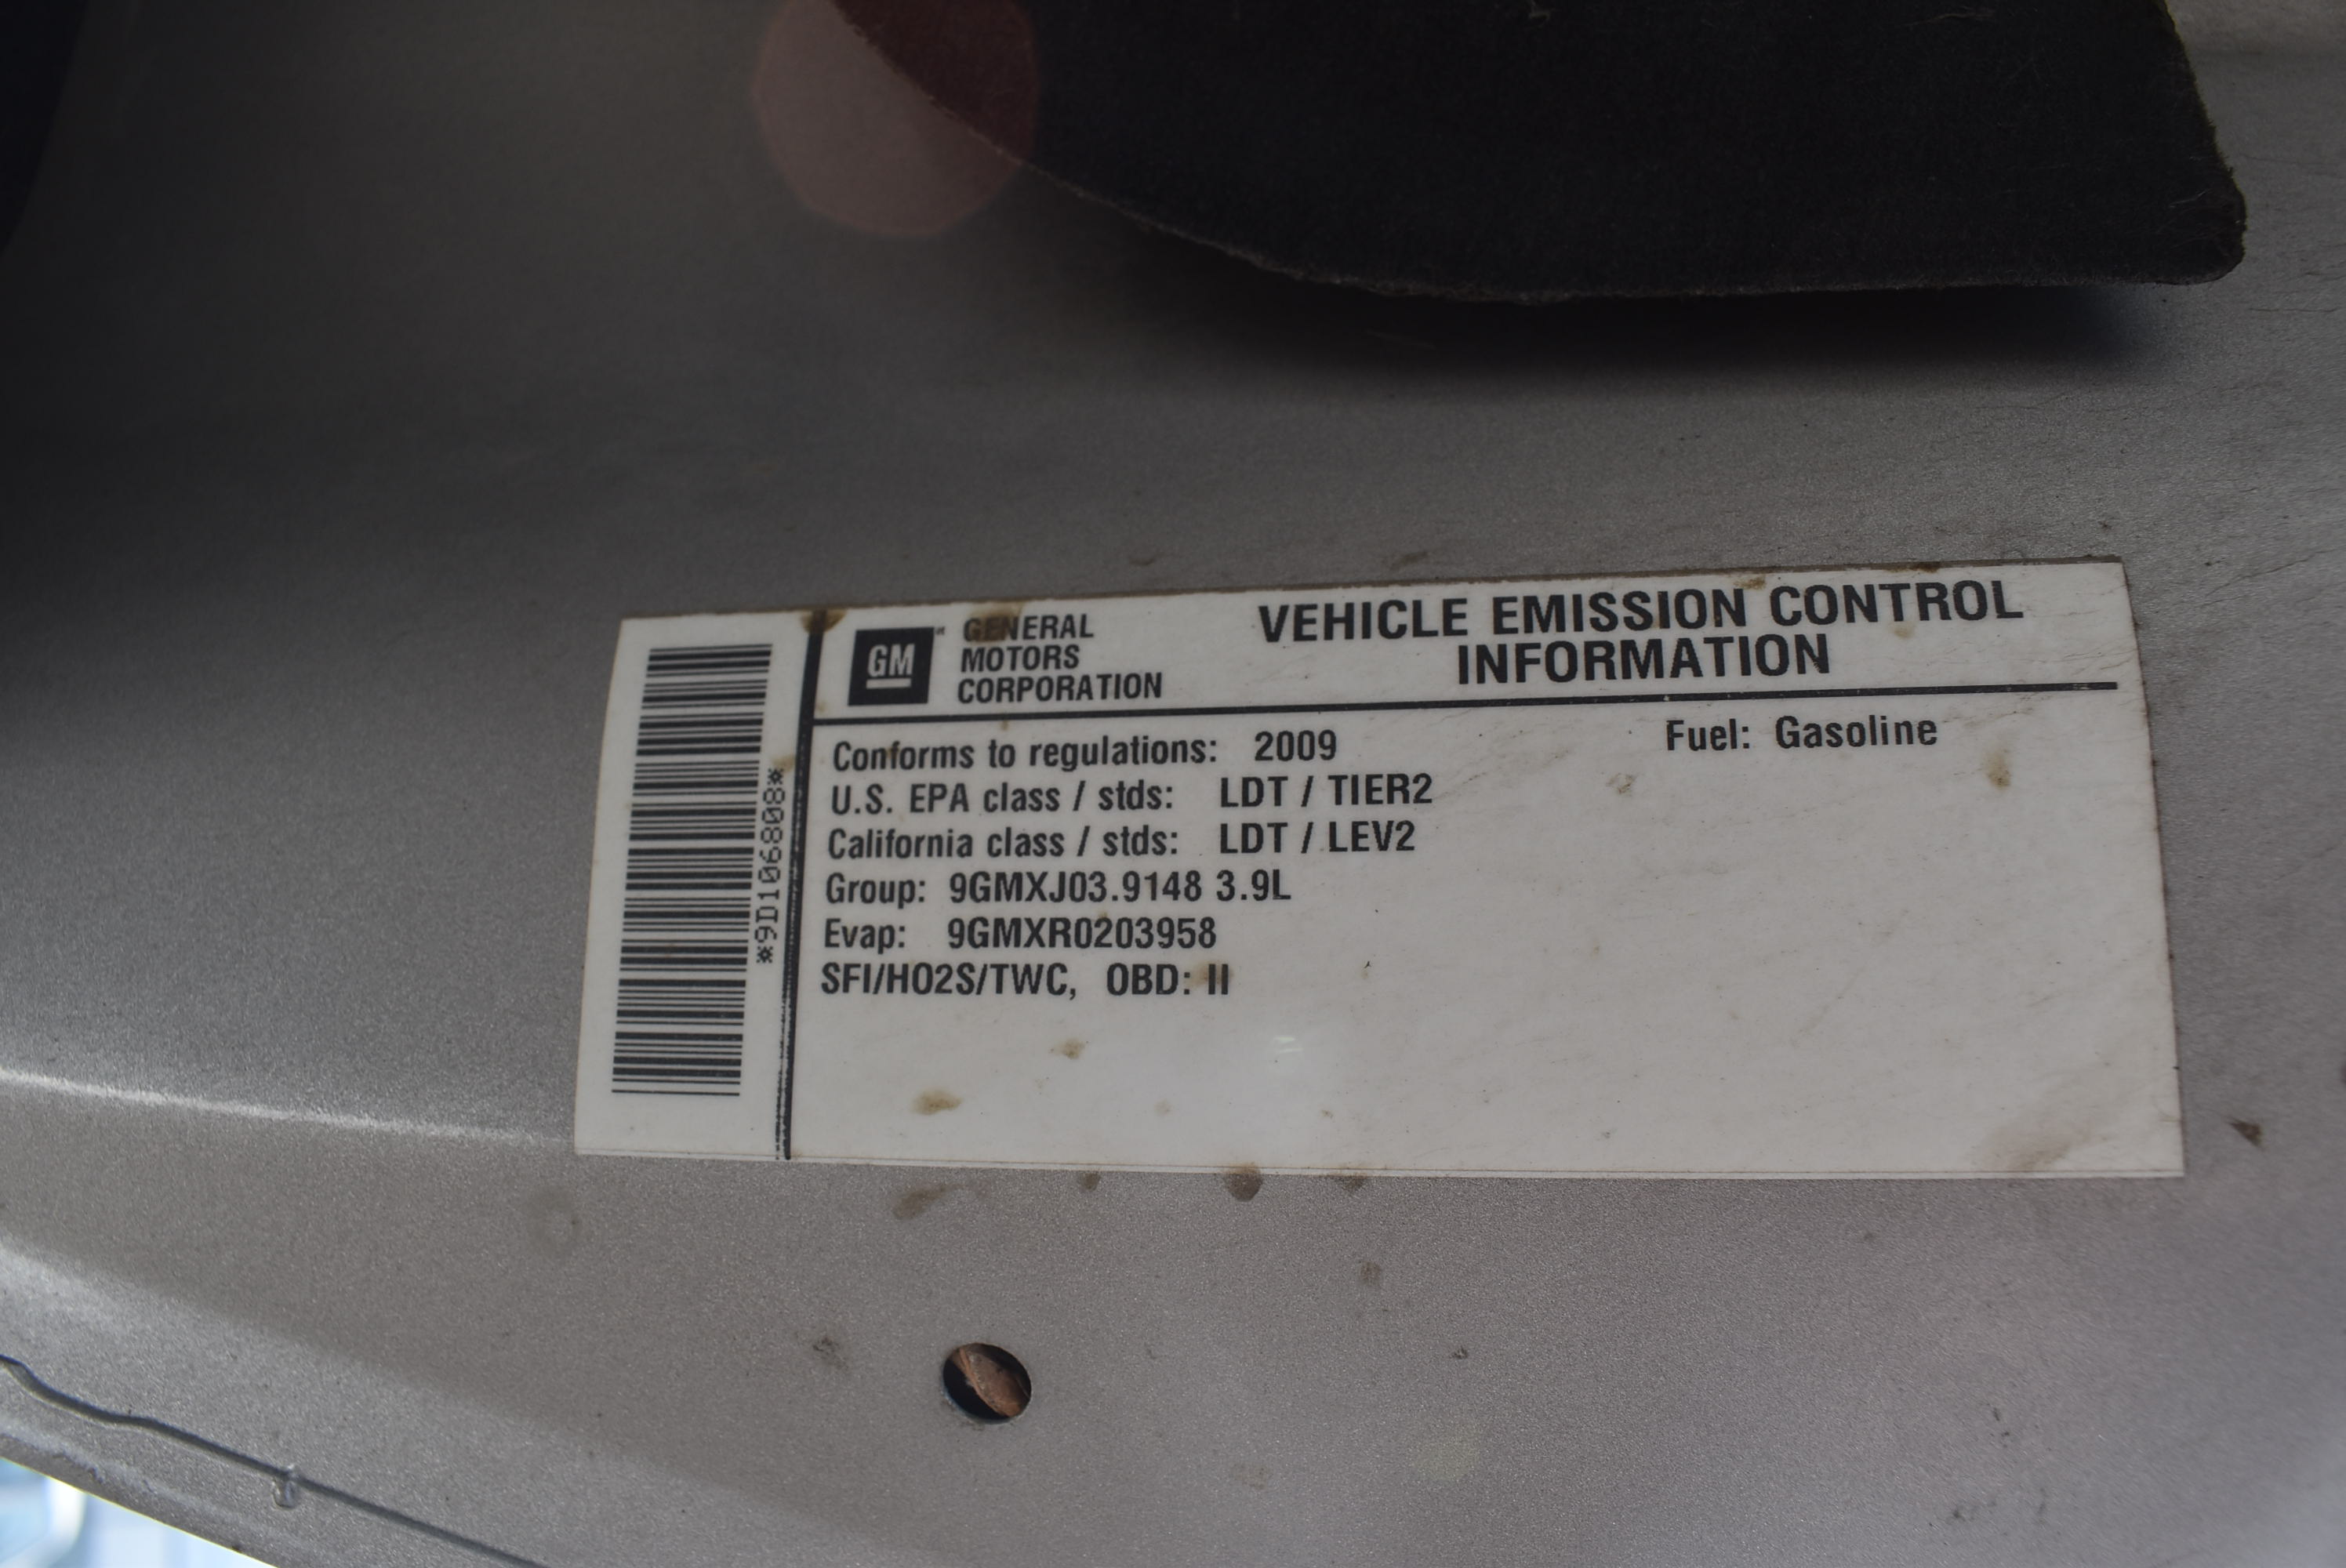 *9D106808*
GM
GENERAL
MOTORS
CORPORATION
VEHICLE EMISSION CONTROL
INFORMATION
Conforms to regulations: 2009
Fuel: Gasoline
U.S. EPA class / stds: LDT / TIER2
California class / stds: LDT / LEV2
Group: 9GMXJ03.9148 3.9L
Evap: 9GMXR0203958
SFI/HO2S/TWC, OBD: II